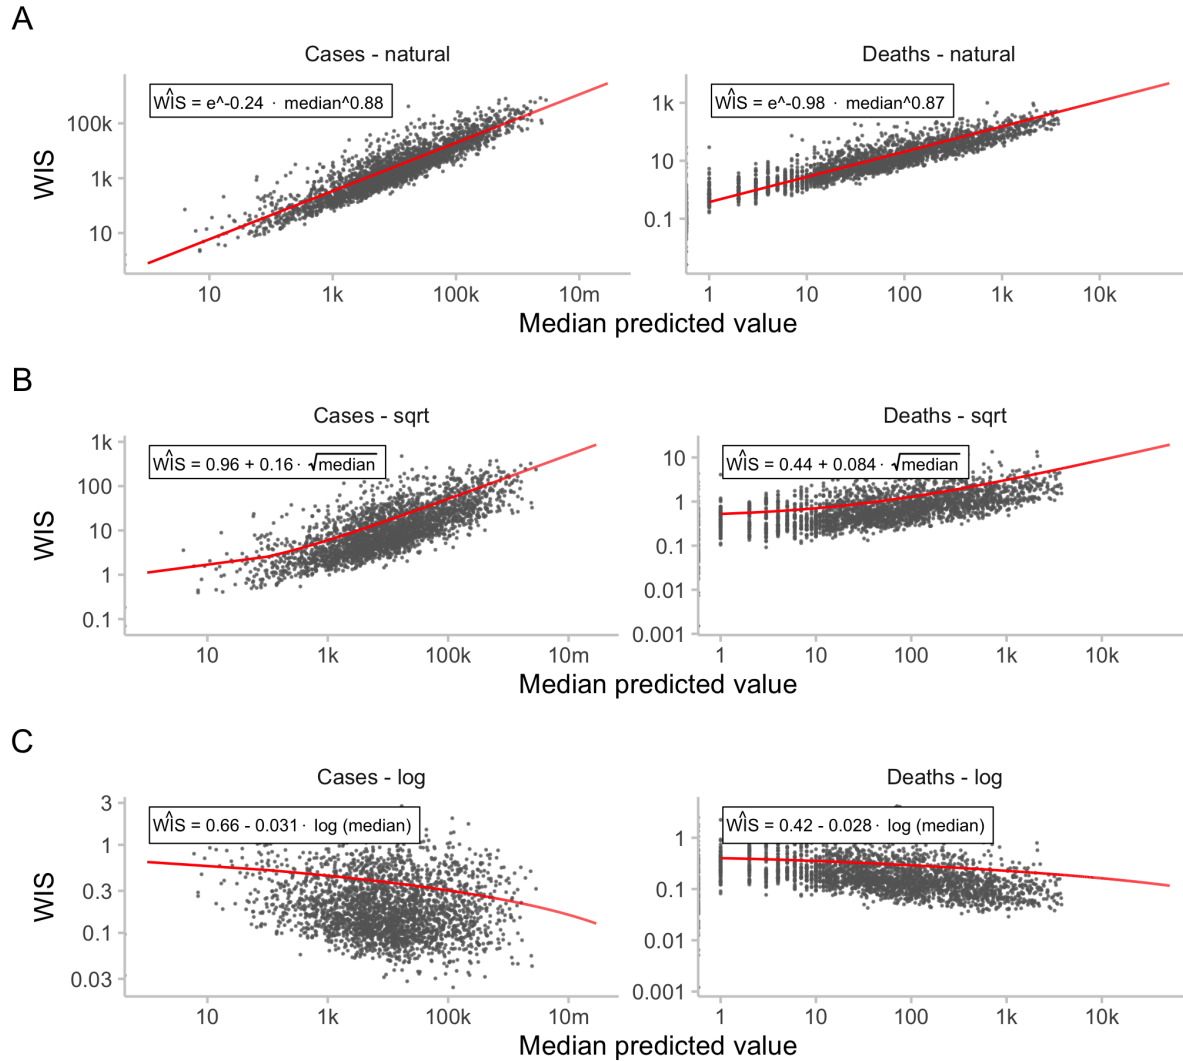 A
Cases - natural
Deaths - natural
WIS
100k
1k
10
ŴIS = e^-0.24 · median^0.88
10
1k
100k
10m
1k
10
0.1
ŴIS = e^-0.98 · median^0.87
1
10
100
1k
10k
Median predicted value
B
Cases - sqrt
Deaths - sqrt
WIS
1k
100
10
1
0.1
ŴIS = 0.96 + 0.16 · √median
10
1k
100k
10m
10
1
0.1
0.01
0.001
ŴIS = 0.44 + 0.084 · √median
1
10
100
1k
10k
Median predicted value
C
Cases - log
Deaths - log
WIS
3
1
0.3
0.1
0.03
ŴIS = 0.66 - 0.031 · log (median)
10
1k
100k
10m
1
0.1
0.01
0.001
ŴIS = 0.42 - 0.028 · log (median)
1
10
100
1k
10k
Median predicted value